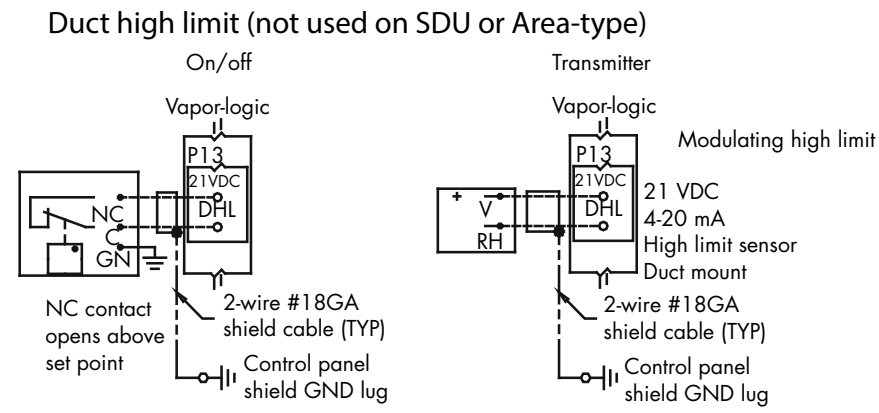 Duct high limit (not used on SDU or Area-type)
On/off
Vapor-logic
P13
21VDC
DHL
NC
C
GN
NC contact
opens above
set point
2-wire #18GA
shield cable (TYP)
Control panel
shield GND lug
Transmitter
Vapor-logic
Modulating high limit
P13
21VDC
DHL
+
V
RH
21 VDC
4-20 mA
High limit sensor
Duct mount
2-wire #18GA
shield cable (TYP)
Control panel
shield GND lug